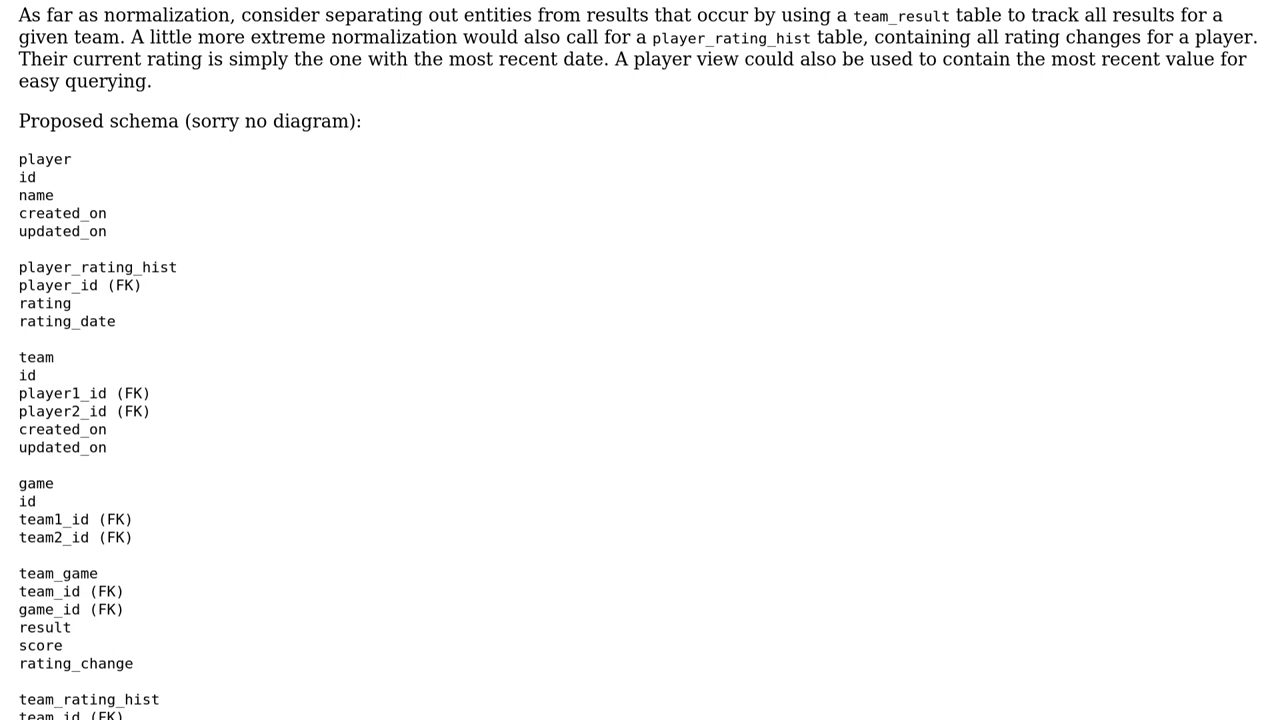 As far as normalization, consider separating out entities from results that occur by using a team_result table to track all results for a
given team. A little more extreme normalization would also call for a player_rating_hist table, containing all rating changes for a player.
Their current rating is simply the one with the most recent date. A player view could also be used to contain the most recent value for
easy querying.
Proposed schema (sorry no diagram):
player
id
name
created_on
updated_on
player_rating_hist
player_id (FK)
rating
rating_date
team
id
player1_id (FK)
player2_id (FK)
created_on
updated_on
game
id
team1_id (FK)
team2_id (FK)
team_game
team_id (FK)
game_id (FK)
result
score
rating_change
team_rating_hist
team_id (FK)